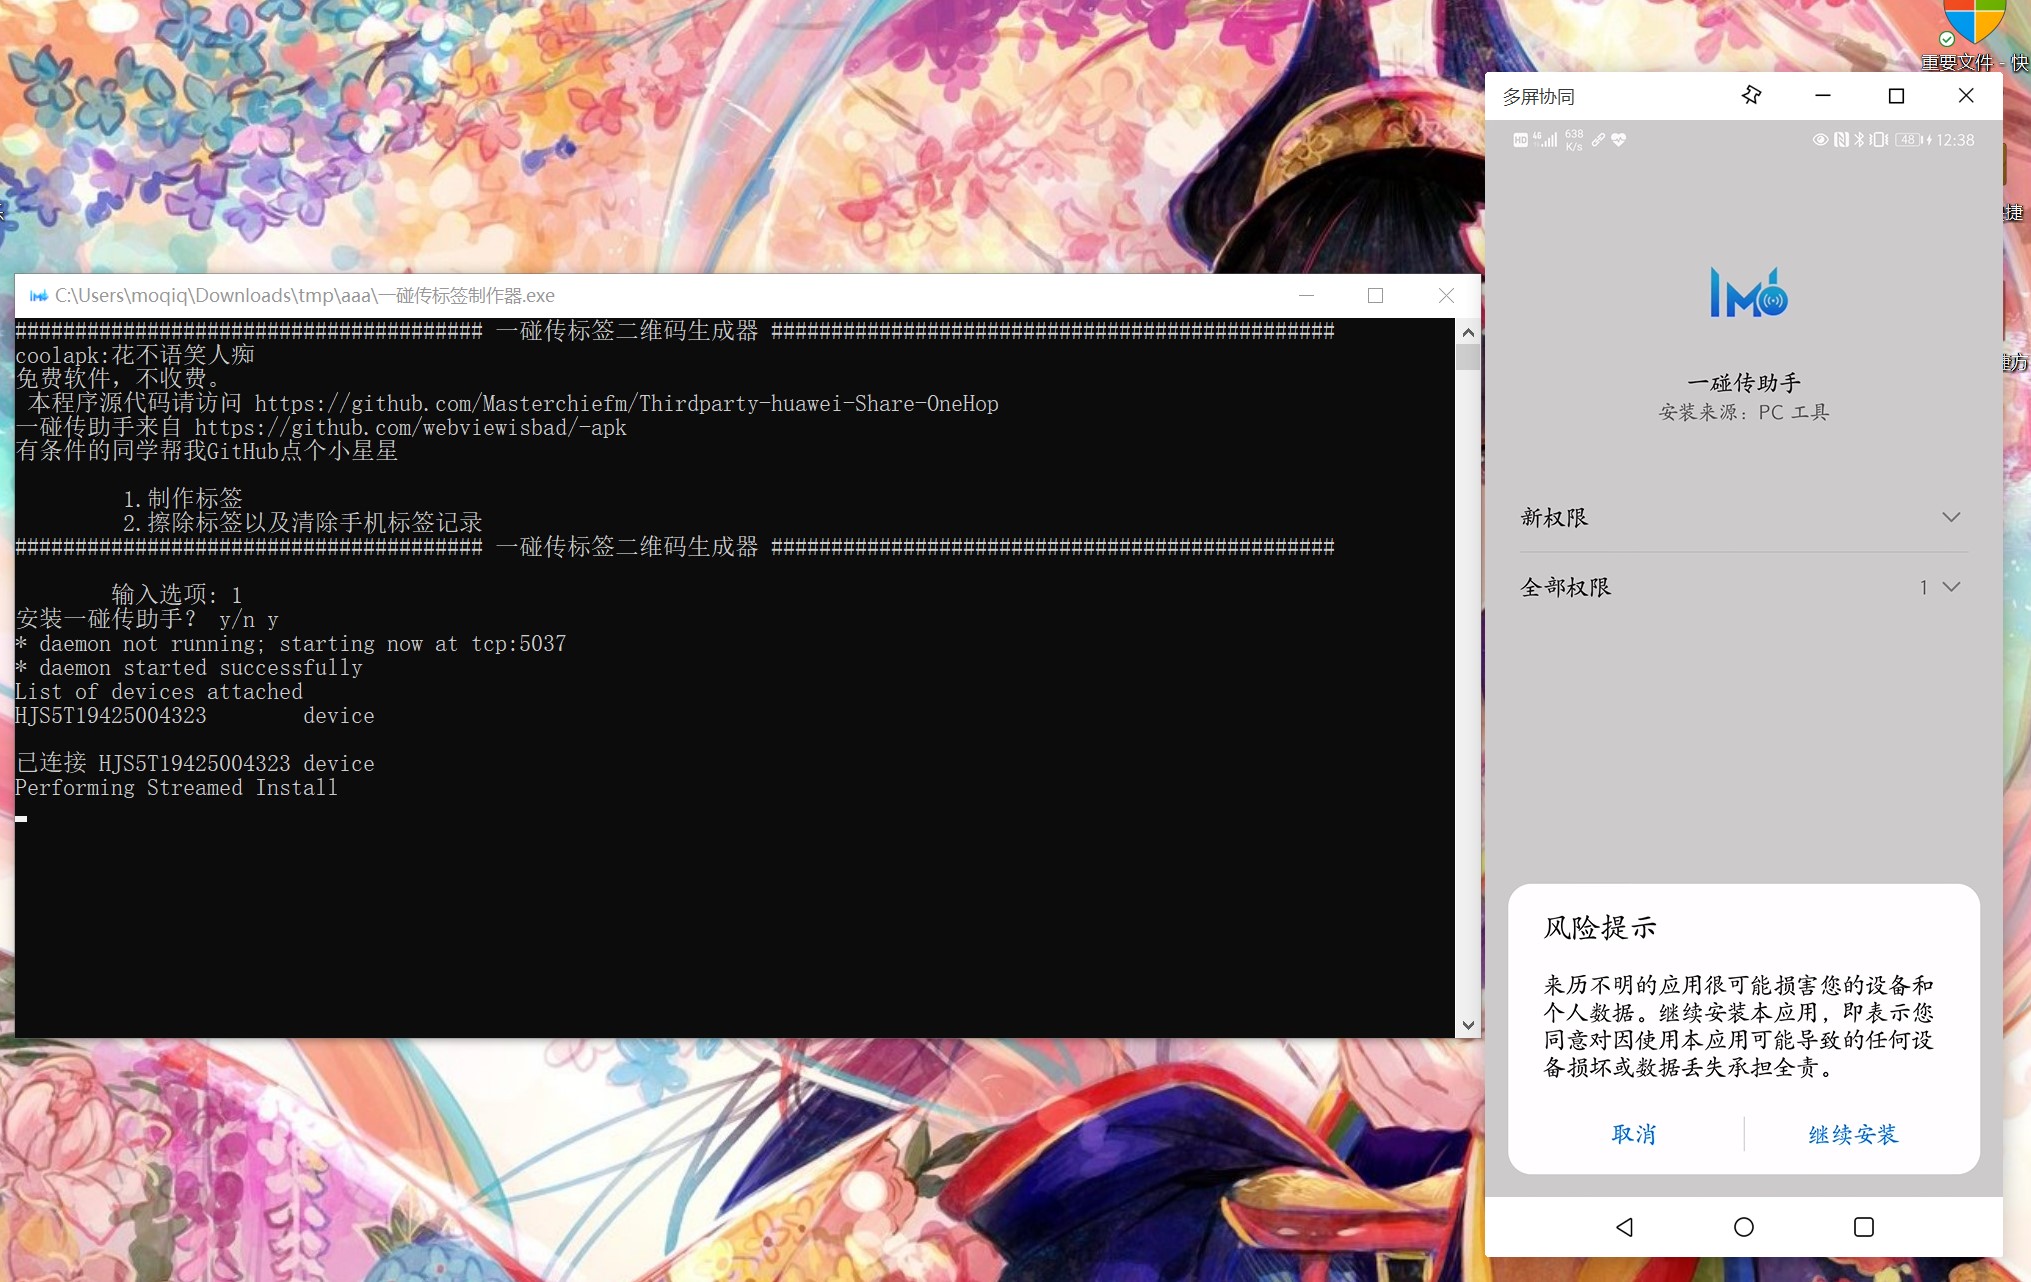 重要文件 - 快
捷
捷方
C:\Users\moqiq\Downloads\tmp\aaa\一碰传标签制作器.exe
####################################### 一碰传标签二维码生成器 ###############################################
coolapk:花不语笑人痴
免费软件，不收费。
本程序源代码请访问 https://github.com/Masterchiefm/Thirdparty-huawei-Share-OneHop
一碰传助手来自 https://github.com/webviewisbad/-apk
有条件的同学帮我GitHub点个小星星
1.制作标签
2.擦除标签以及清除手机标签记录
####################################### 一碰传标签二维码生成器 ###############################################
输入选项: 1
安装一碰传助手？ y/n y
* daemon not running; starting now at tcp:5037
* daemon started successfully
List of devices attached
HJS5T19425004323 device
已连接 HJS5T19425004323 device
Performing Streamed Install
多屏协同
HD 4G 638 K/s 48 12:38
一碰传助手
安装来源：PC 工具
新权限
全部权限 1
风险提示
来历不明的应用很可能损害您的设备和
个人数据。继续安装本应用，即表示您
同意对因使用本应用可能导致的任何设
备损坏或数据丢失承担全责。
取消 继续安装